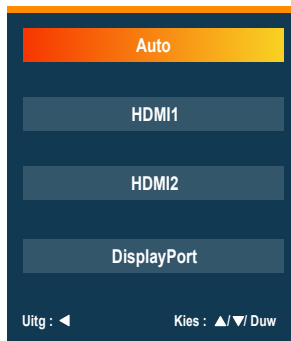 Auto
HDMI1
HDMI2
DisplayPort
Uitg : ◀ Kies : ▲/▼/ Duw